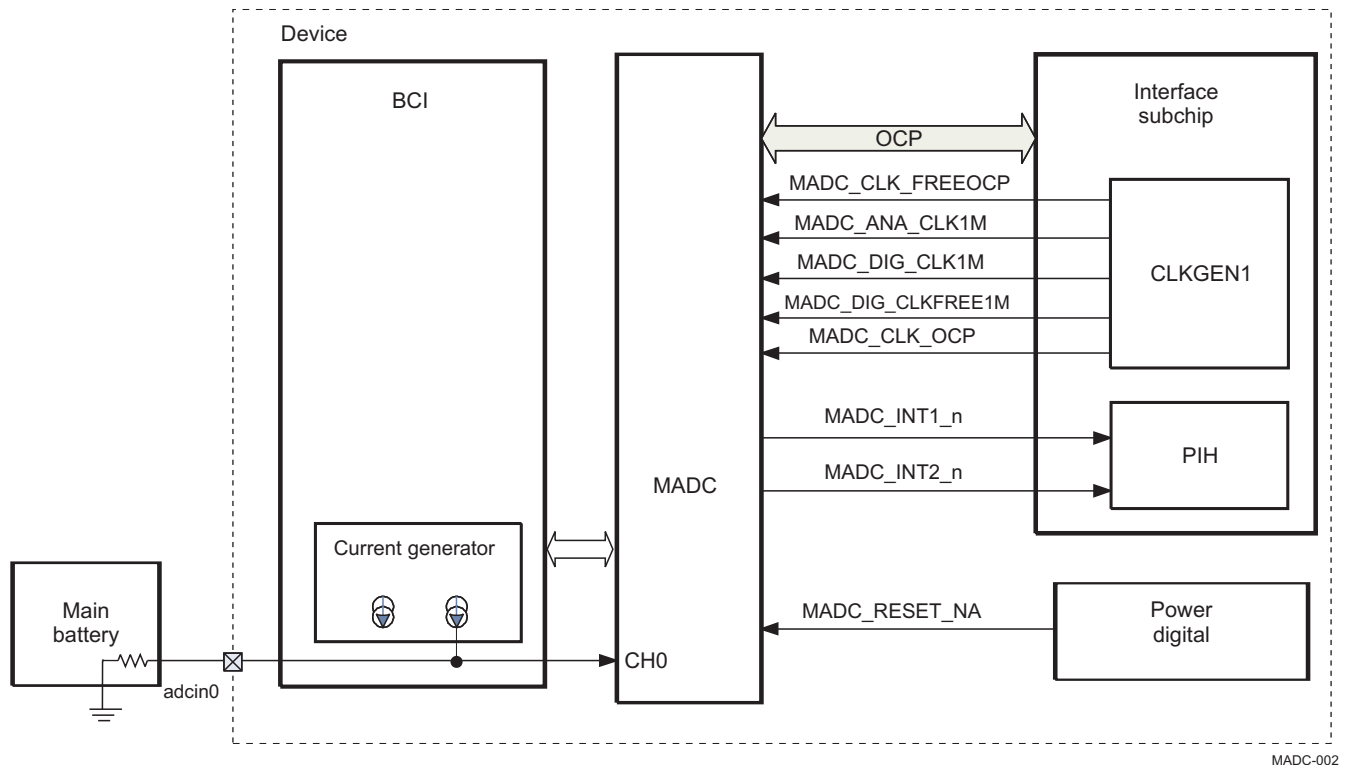 Device
BCI
Interface
subchip
OCP
MADC_CLK_FREEOCP
MADC_ANA_CLK1M
MADC_DIG_CLK1M
CLKGEN1
MADC_DIG_CLKFREE1M
MADC_CLK_OCP
MADC_INT1_n
PIH
MADC_INT2_n
MADC
Current generator
Main
battery
MADC_RESET_NA
Power
digital
CH0
adcin0
MADC-002